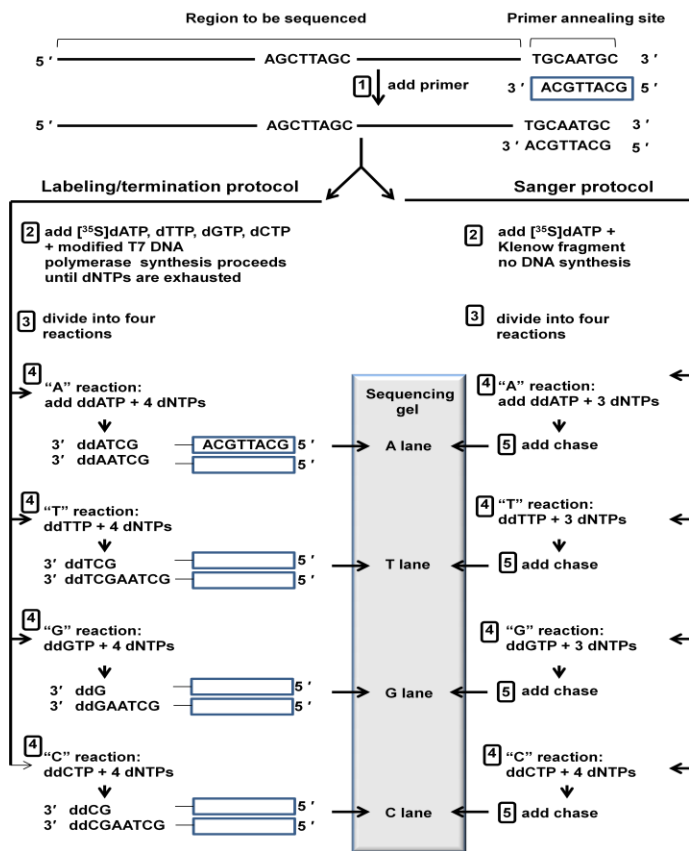 Region to be sequenced
Primer annealing site
5 ′ AGCTTAGC TGCAATGC 3 ′
1 add primer
3 ′ ACGTTACG 5 ′
5 ′ AGCTTAGC TGCAATGC 3 ′
3 ′ ACGTTACG 5 ′
Labeling/termination protocol
2 add [³⁵S]dATP, dTTP, dGTP, dCTP
+ modified T7 DNA
polymerase synthesis proceeds
until dNTPs are exhausted
3 divide into four
reactions
4 "A" reaction:
add ddATP + 4 dNTPs
3′ ddATCG ACGTTACG 5 ′
3′ ddAATCG 5 ′
4 "T" reaction:
ddTTP + 4 dNTPs
3′ ddTCG 5 ′
3′ ddTCGAATCG 5 ′
4 "G" reaction:
ddGTP + 4 dNTPs
3′ ddG 5 ′
3′ ddGAATCG 5 ′
4 "C" reaction:
ddCTP + 4 dNTPs
3′ ddCG 5 ′
3′ ddCGAATCG 5 ′
Sequencing
gel
A lane
T lane
G lane
C lane
Sanger protocol
2 add [³⁵S]dATP +
Klenow fragment
no DNA synthesis
3 divide into four
reactions
4 "A" reaction:
add ddATP + 3 dNTPs
5 add chase
4 "T" reaction:
ddTTP + 3 dNTPs
5 add chase
4 "G" reaction:
ddGTP + 3 dNTPs
5 add chase
4 "C" reaction:
ddCTP + 4 dNTPs
5 add chase